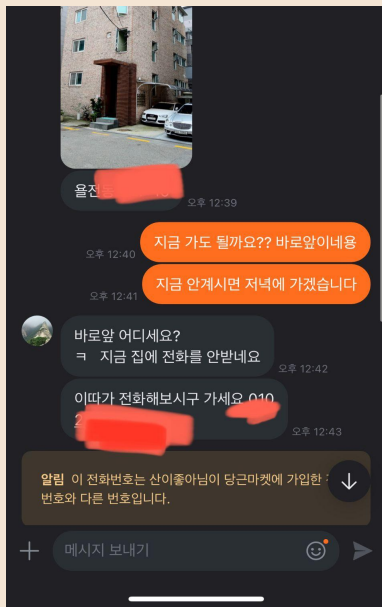 율전
오후 12:39
지금 가도 될까요?? 바로앞이네용
오후 12:40
지금 안계시면 저녁에 가겠습니다
오후 12:41
바로앞 어디세요?
ㅋ 지금 집에 전화를 안받네요
오후 12:42
이따가 전화해보시구 가세요 010
오후 12:43
알림 이 전화번호는 산이좋아님이 당근마켓에 가입한
번호와 다른 번호입니다.
메시지 보내기